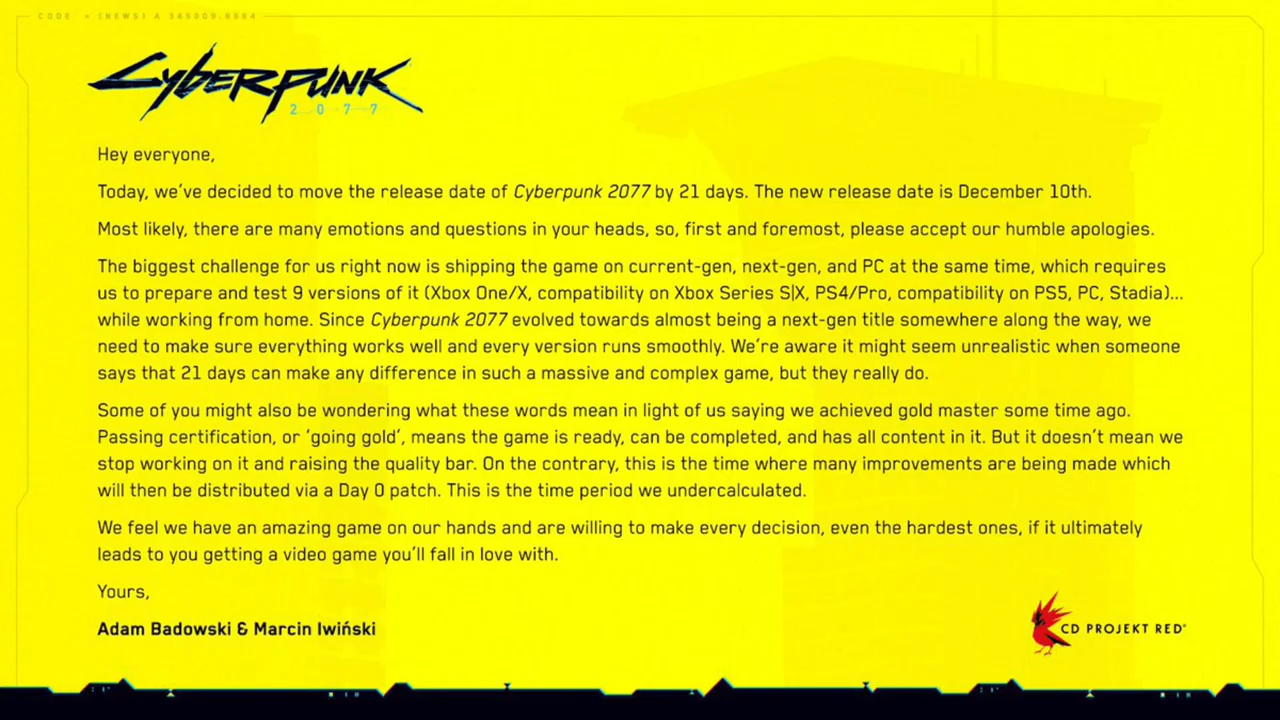 CODE × [NEWS] A 345009.8084
CYBERPUNK
2077
Hey everyone,
Today, we've decided to move the release date of Cyberpunk 2077 by 21 days. The new release date is December 10th.
Most likely, there are many emotions and questions in your heads, so, first and foremost, please accept our humble apologies.
The biggest challenge for us right now is shipping the game on current-gen, next-gen, and PC at the same time, which requires
us to prepare and test 9 versions of it (Xbox One/X, compatibility on Xbox Series S|X, PS4/Pro, compatibility on PS5, PC, Stadia)...
while working from home. Since Cyberpunk 2077 evolved towards almost being a next-gen title somewhere along the way, we
need to make sure everything works well and every version runs smoothly. We're aware it might seem unrealistic when someone
says that 21 days can make any difference in such a massive and complex game, but they really do.
Some of you might also be wondering what these words mean in light of us saying we achieved gold master some time ago.
Passing certification, or 'going gold', means the game is ready, can be completed, and has all content in it. But it doesn't mean we
stop working on it and raising the quality bar. On the contrary, this is the time where many improvements are being made which
will then be distributed via a Day 0 patch. This is the time period we undercalculated.
We feel we have an amazing game on our hands and are willing to make every decision, even the hardest ones, if it ultimately
leads to you getting a video game you'll fall in love with.
Yours,
Adam Badowski & Marcin Iwiński
CD PROJEKT RED®